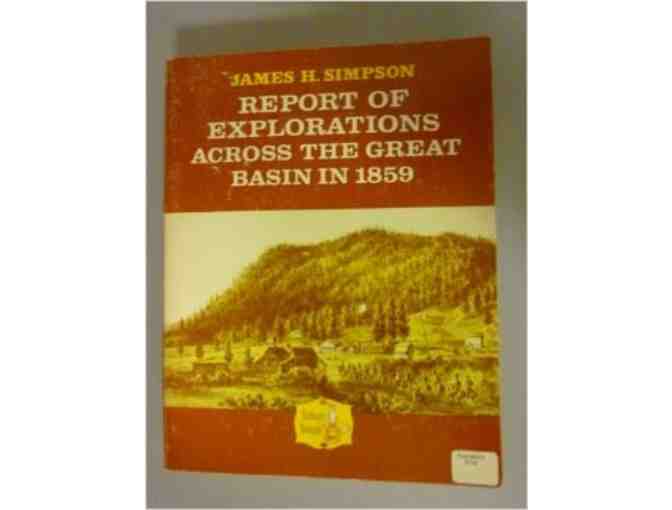 JAMES H. SIMPSON
REPORT OF
EXPLORATIONS
ACROSS THE GREAT
BASIN IN 1859